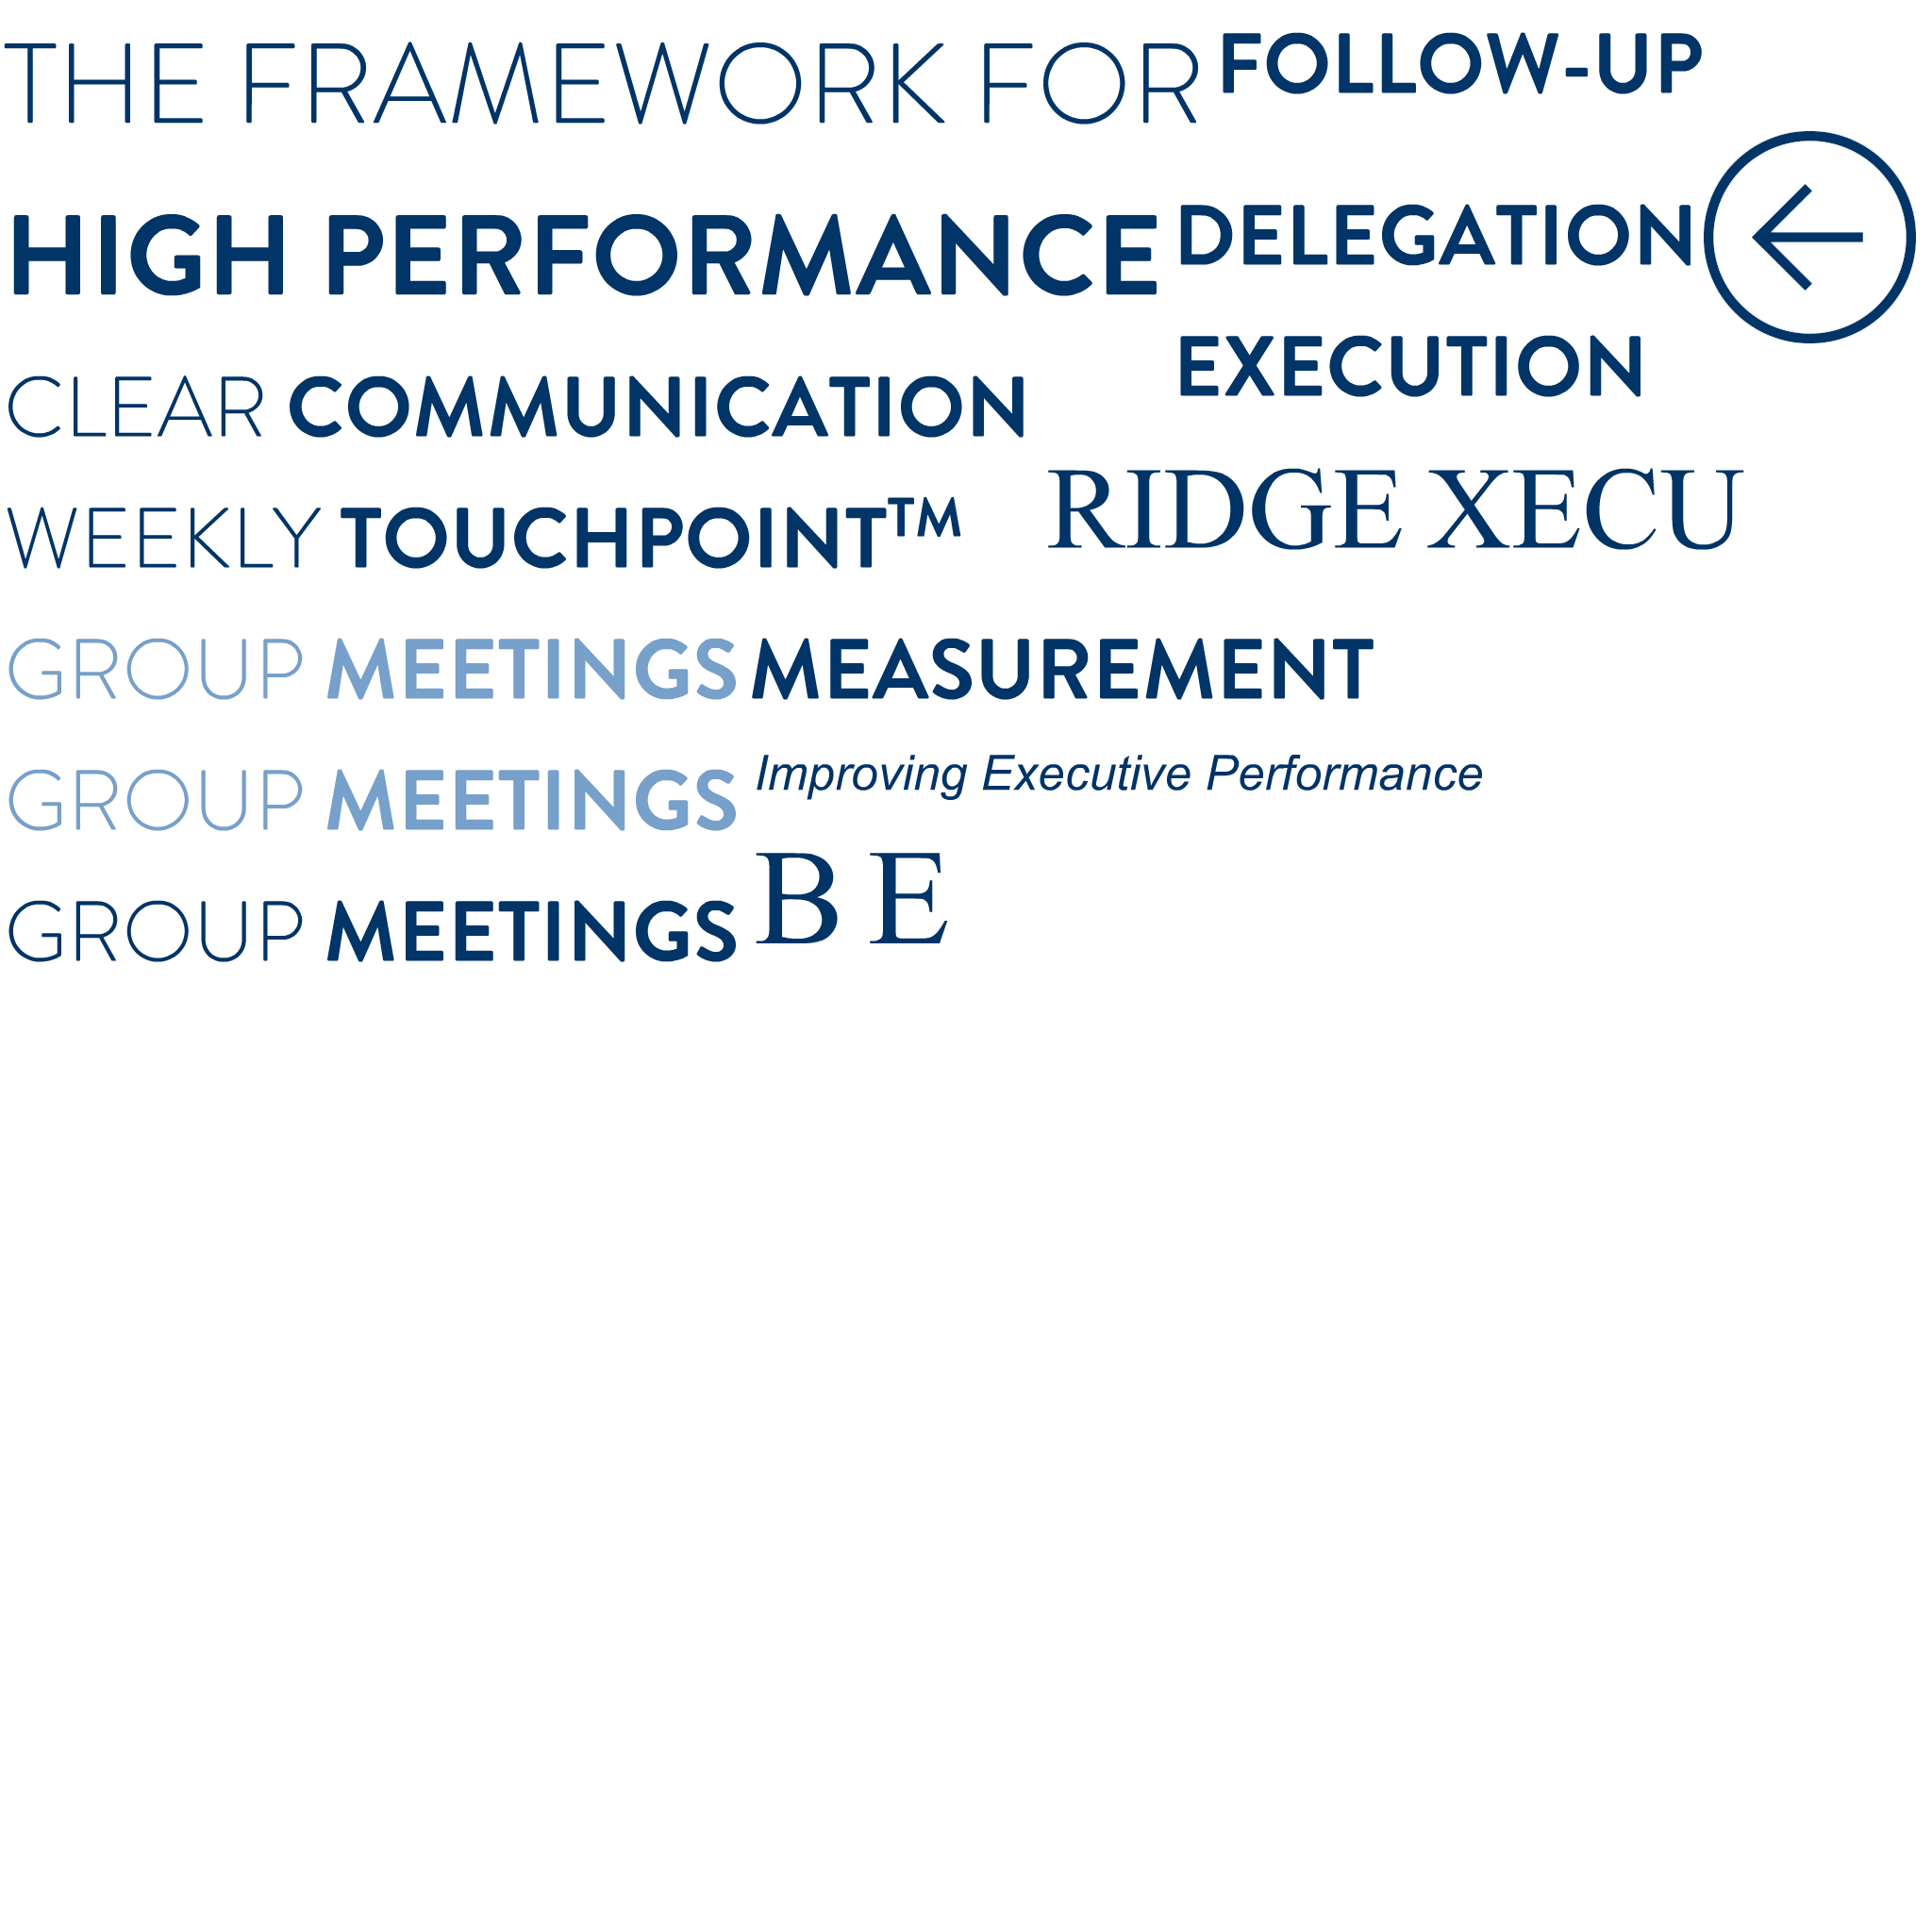 THE FRAMEWORK FOR FOLLOW-UP
HIGH PERFORMANCE DELEGATION
EXECUTION
CLEAR COMMUNICATION
RIDGE XECU
WEEKLY TOUCHPOINT™
GROUP MEETINGS MEASUREMENT
Improving Executive Performance
GROUP MEETINGS
B E
GROUP MEETINGS